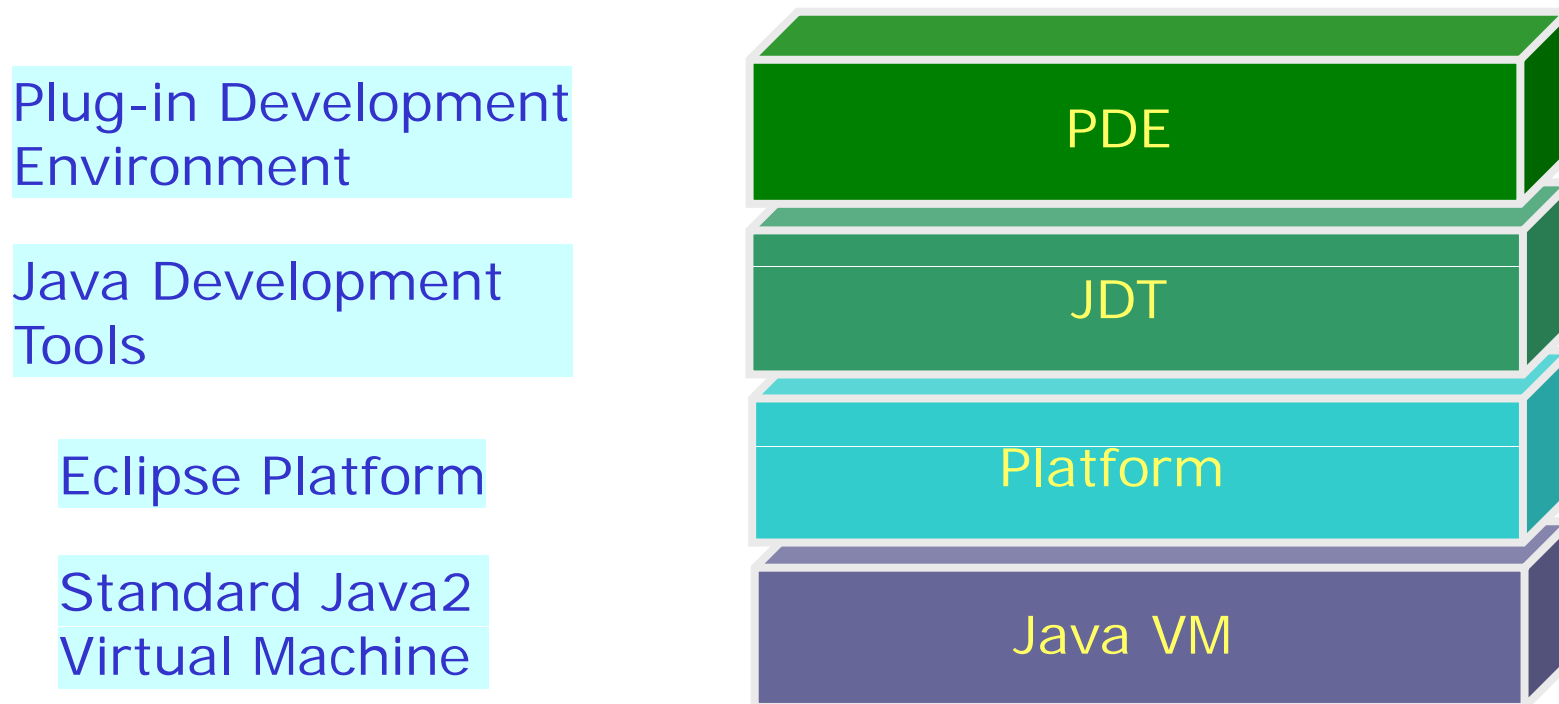 Plug-in Development
Environment
PDE
Java Development
Tools
JDT
Eclipse Platform
Platform
Standard Java2
Virtual Machine
Java VM